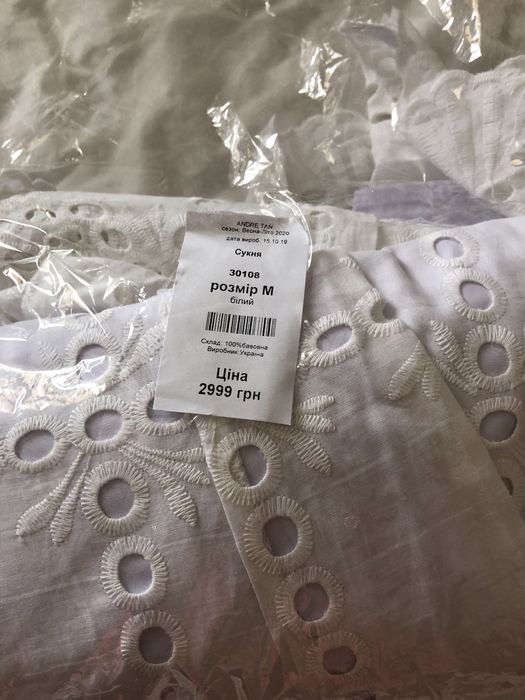 ANDRE TAN
сезон: Весна-Літо 2020
дата вироб. 15.10.19
Сукня
30108
розмір М
білий
Склад: 100%бавовна
Виробник:Україна
Ціна
2999 грн